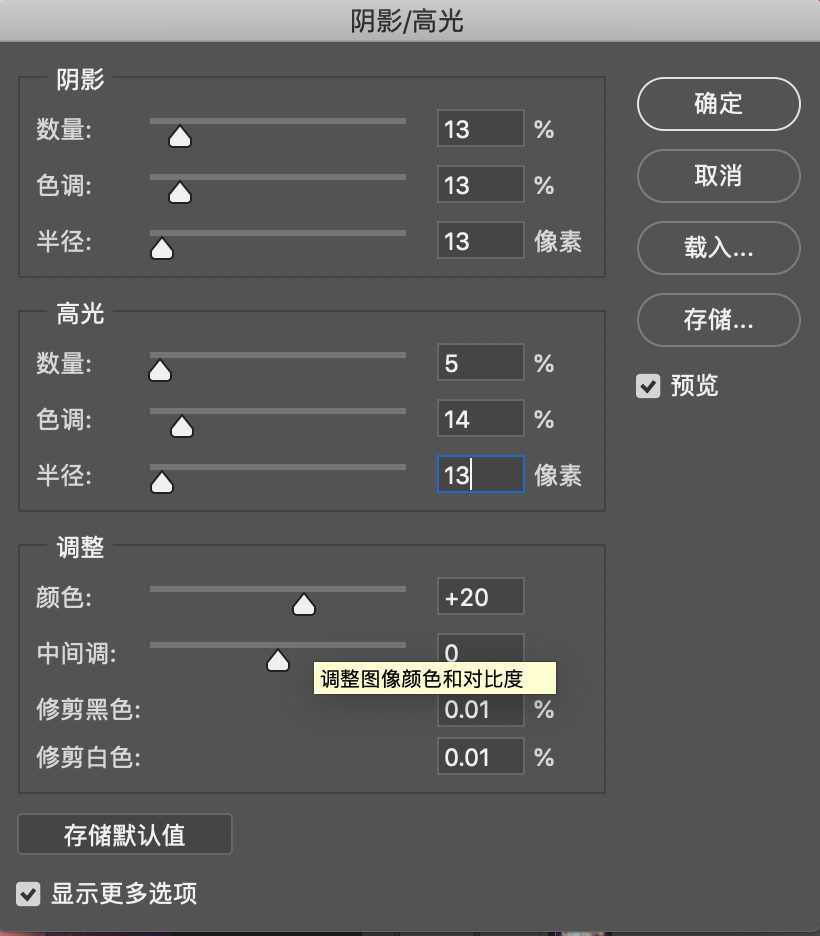 阴影/高光
阴影
数量: 13 %
色调: 13 %
半径: 13 像素
高光
数量: 5 %
色调: 14 %
半径: 13 像素
调整
颜色: +20
中间调: 0
调整图像颜色和对比度
修剪黑色: 0.01 %
修剪白色: 0.01 %
存储默认值
显示更多选项
确定
取消
载入...
存储...
预览